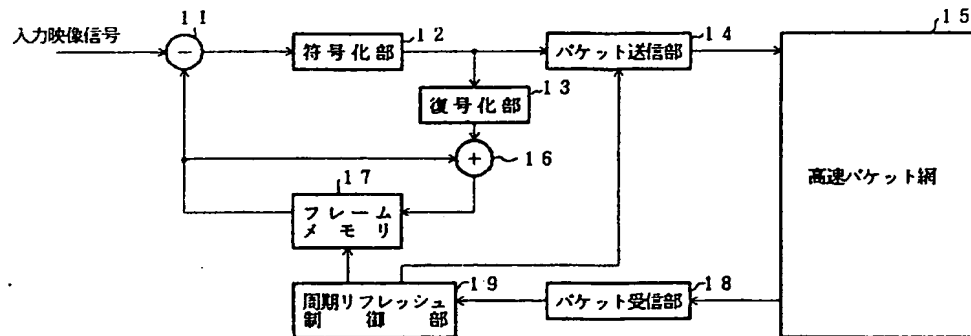 入力映像信号
11
−
符号化部
12
パケット送信部
14
15
復号化部
13
+
16
高速パケット網
17
フレーム
メモリ
周期リフレッシュ
制御部
19
パケット受信部
18